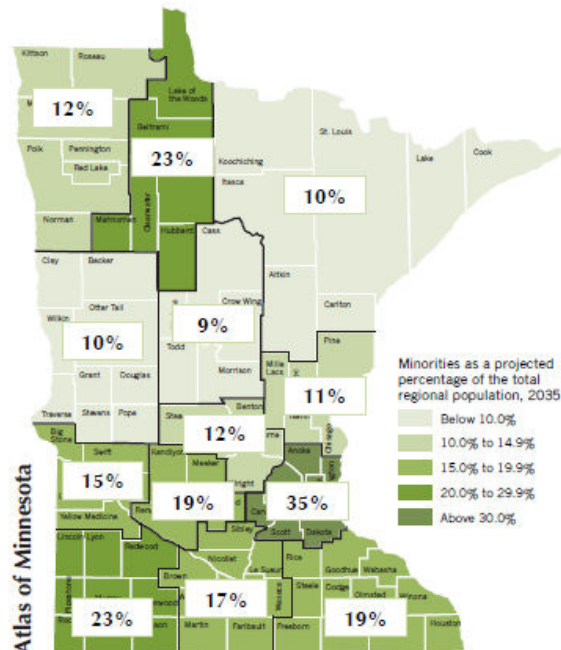 Kittson
Roseau
Lake of
the Woods
12%
Beltrami
St. Louis
Polk
Pennington
Red Lake
23%
Koochiching
Lake
Cook
Itasca
10%
Norman
Mahnomen
Clearwater
Hubbard
Cass
Clay
Becker
Aitkin
Wilkin
Otter Tail
Crow Wing
Carlton
10%
9%
Pine
Todd
Morrison
Mille
Lacs
Grant
Douglas
11%
Traverse
Stevens
Pope
Benton
Big
Stone
12%
Chisago
Swift
Kandiyohi
Meeker
Anoka
15%
19%
35%
Yellow Medicine
Sibley
Scott
Dakota
Lincoln
Lyon
Redwood
Nicollet
Le Sueur
Rice
Goodhue
Wabasha
Brown
Waseca
Steele
Dodge
Olmsted
Winona
23%
17%
19%
Martin
Faribault
Freeborn
Houston
Minorities as a projected
percentage of the total
regional population, 2035
Below 10.0%
10.0% to 14.9%
15.0% to 19.9%
20.0% to 29.9%
Above 30.0%
Atlas of Minnesota